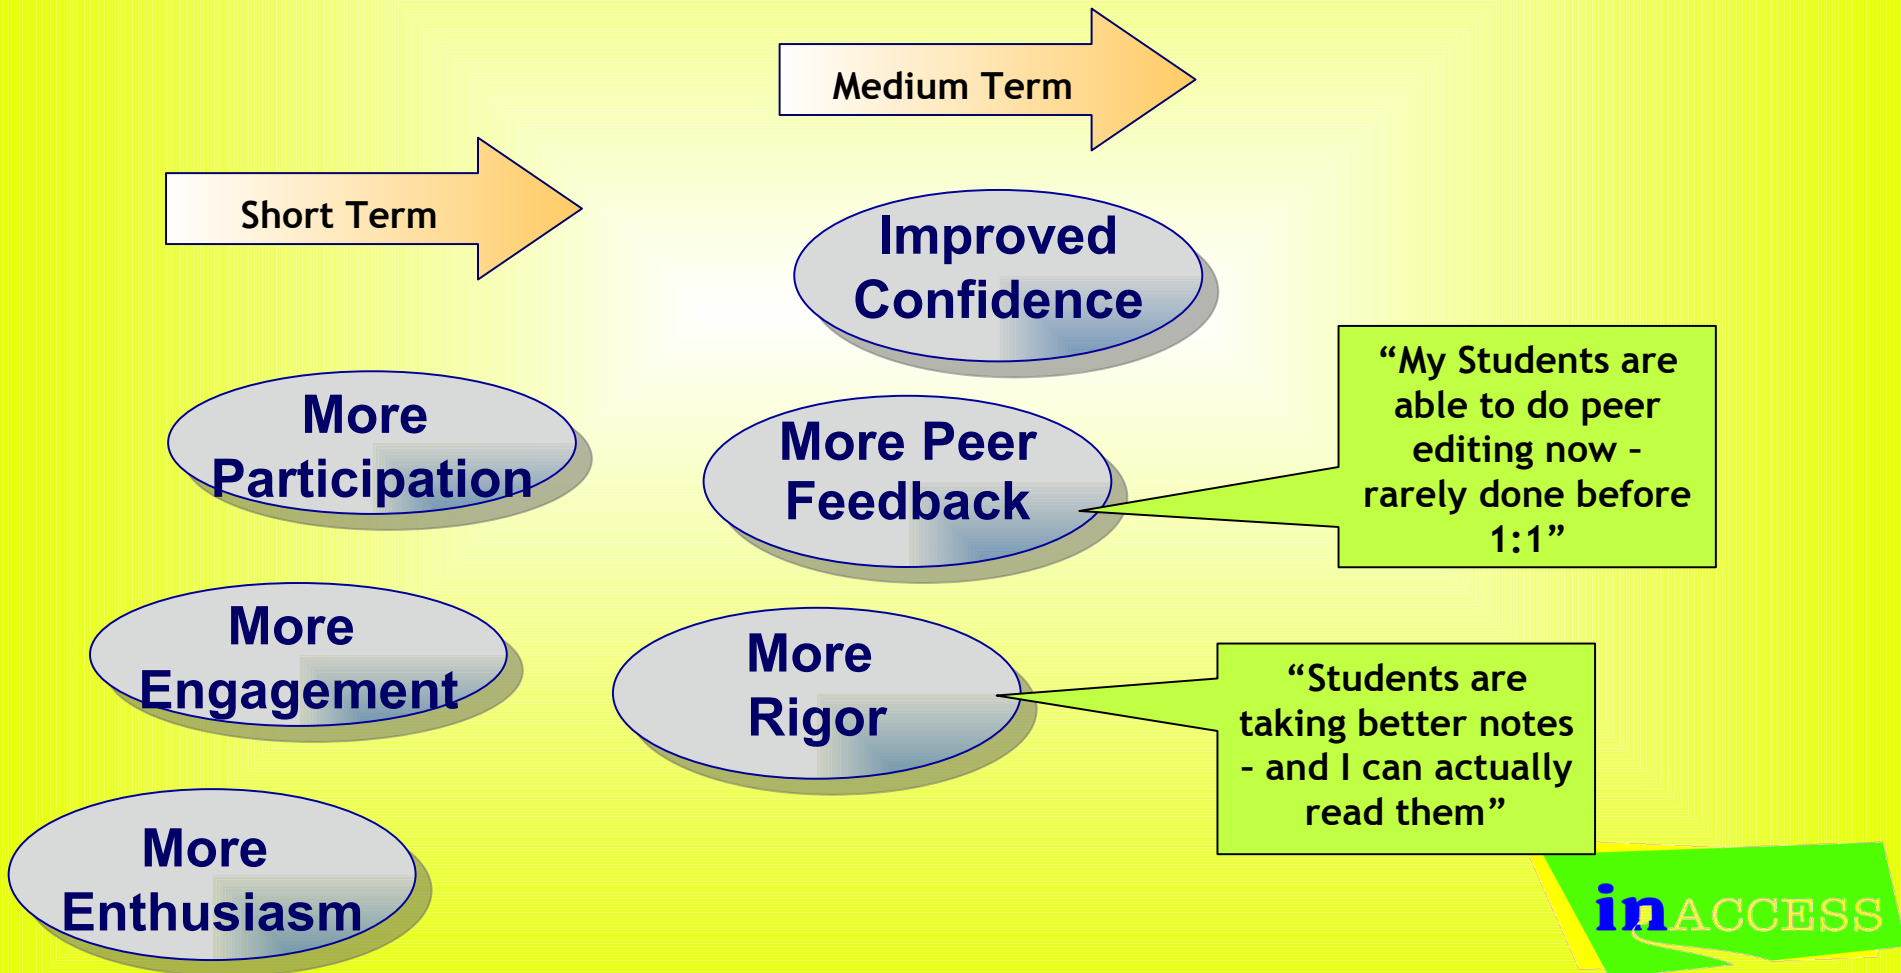 Medium Term
Short Term
Improved
Confidence
More
Participation
More Peer
Feedback
“My Students are
able to do peer
editing now –
rarely done before
1:1”
More
Engagement
More
Rigor
“Students are
taking better notes
– and I can actually
read them”
More
Enthusiasm
inACCESS